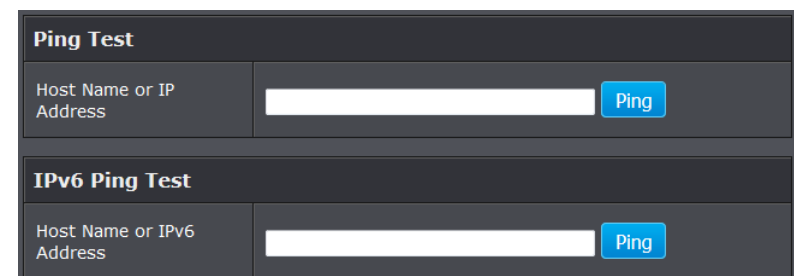 Ping Test
Host Name or IP
Address
Ping
IPv6 Ping Test
Host Name or IPv6
Address
Ping